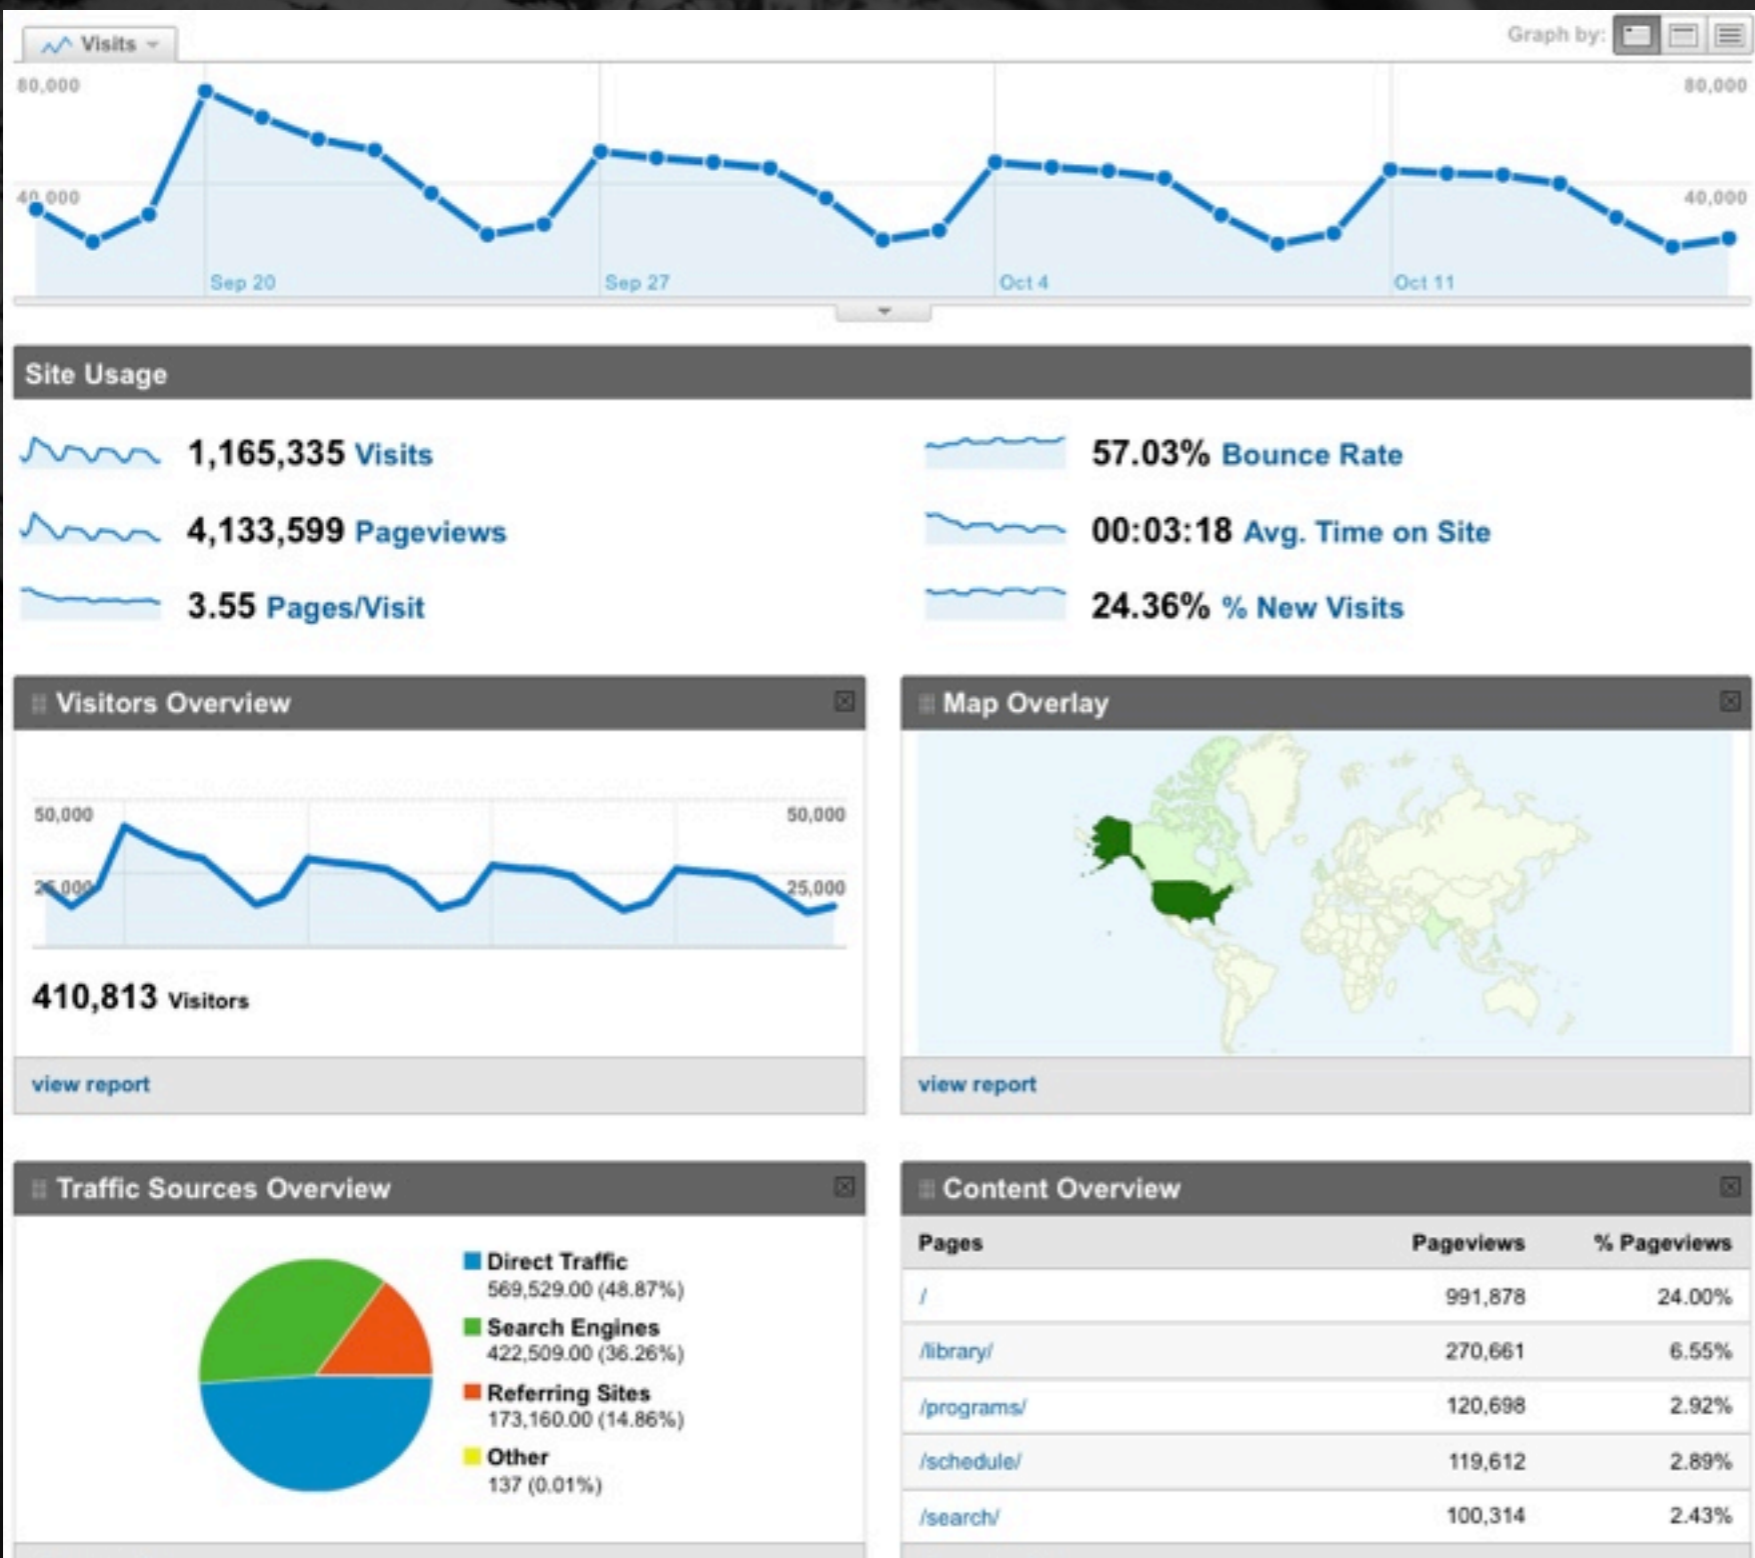 Visits
Graph by:
80,000
80,000
40,000
40,000
Sep 20
Sep 27
Oct 4
Oct 11
Site Usage
1,165,335 Visits
57.03% Bounce Rate
4,133,599 Pageviews
00:03:18 Avg. Time on Site
3.55 Pages/Visit
24.36% % New Visits
Visitors Overview
50,000
50,000
25,000
25,000
410,813 Visitors
view report
Map Overlay
view report
Traffic Sources Overview
Direct Traffic
569,529.00 (48.87%)
Search Engines
422,509.00 (36.26%)
Referring Sites
173,160.00 (14.86%)
Other
137 (0.01%)
Content Overview
Pages Pageviews % Pageviews
/ 991,878 24.00%
/library/ 270,661 6.55%
/programs/ 120,698 2.92%
/schedule/ 119,612 2.89%
/search/ 100,314 2.43%